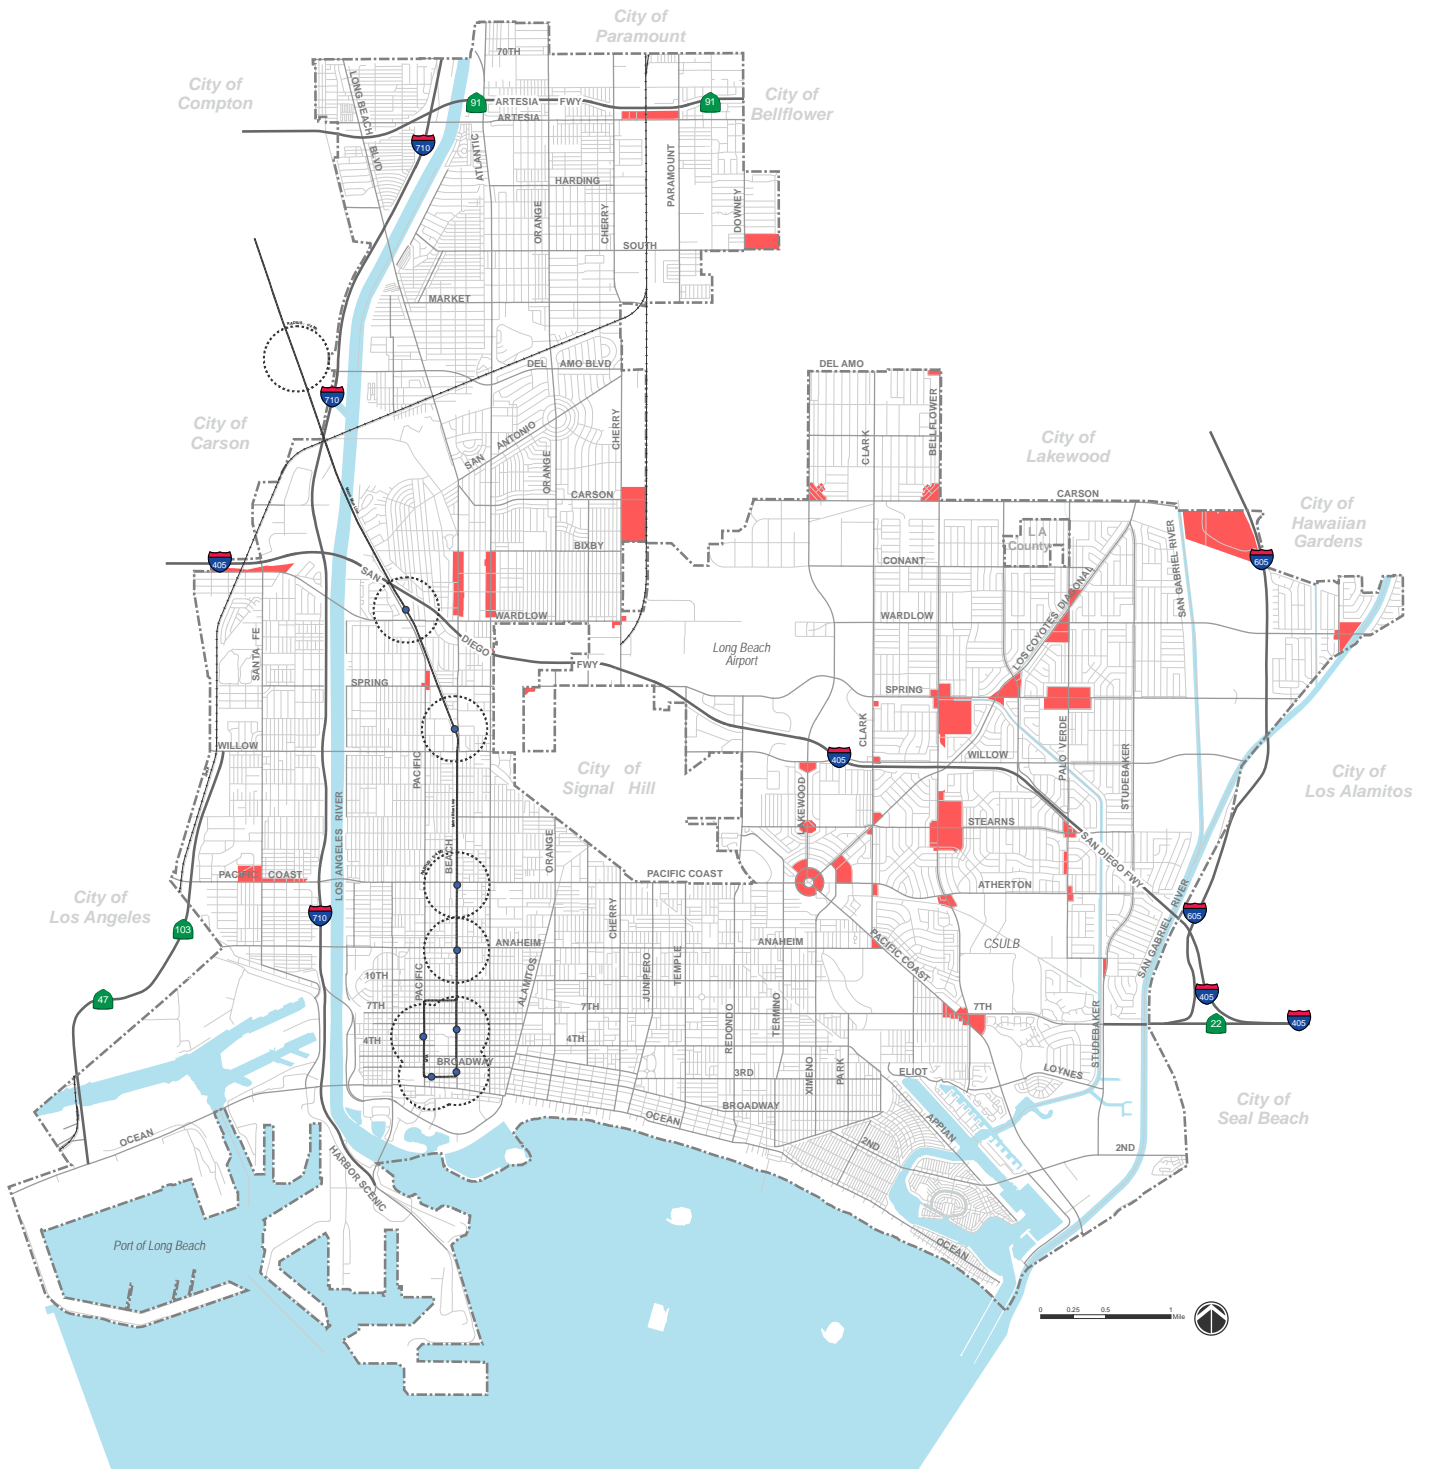 City of
Paramount
70TH
City of
Compton
LONG BEACH
BLVD
91
ARTESIA FWY
91
ARTESIA
City of
Bellflower
710
ATLANTIC
HARDING
PARAMOUNT
ORANGE
CHERRY
DOWNEY
SOUTH
MARKET
DEL AMO BLVD
DEL AMO
710
City of
Carson
SAN ANTONIO
ORANGE
CHERRY
CLARK
BELLFLOWER
City of
Lakewood
CARSON
CARSON
City of
Hawaiian
Gardens
BIXBY
L A
County
CONANT
SAN GABRIEL RIVER
405
605
SAN
DIEGO
FWY
WARDLOW
WARDLOW
LOS COYOTES DIAGONAL
SANTA FE
Long Beach
Airport
SPRING
SPRING
CLARK
PALO VERDE
STUDEBAKER
WILLOW
WILLOW
405
PACIFIC
City of
Signal Hill
City of
Los Alamitos
LAKEWOOD
LOS ANGELES RIVER
BEACH
ORANGE
STEARNS
SAN DIEGO FWY
PACIFIC COAST
PACIFIC COAST
ATHERTON
City of
Los Angeles
710
103
CHERRY
ANAHEIM
ANAHEIM
PACIFIC COAST
CSULB
605
SAN GABRIEL RIVER
10TH
PACIFIC
ALAMITOS
JUNIPERO
TEMPLE
47
7TH
7TH
7TH
REDONDO
TERMINO
405
22
405
4TH
4TH
STUDEBAKER
BROADWAY
3RD
XIMENO
PARK
ELIOT
LOYNES
BROADWAY
City of
Seal Beach
OCEAN
OCEAN
APPIAN
2ND
2ND
HARBOR SCENIC
Port of Long Beach
OCEAN
0 0.25 0.5 1
Mile